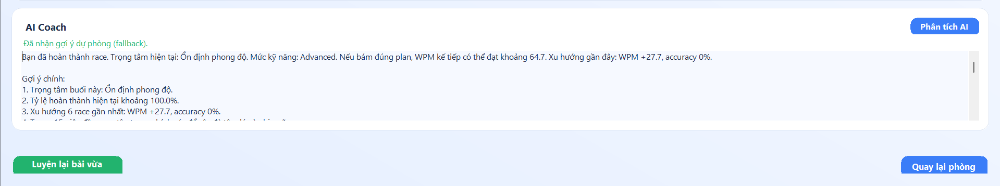 AI Coach
Phân tích AI
Đã nhận gợi ý dự phòng (fallback).
Bạn đã hoàn thành race. Trọng tâm hiện tại: Ổn định phong độ. Mức kỹ năng: Advanced. Nếu bám đúng plan, WPM kế tiếp có thể đạt khoảng 64.7. Xu hướng gần đây: WPM +27.7, accuracy 0%.
Gợi ý chính:
1. Trọng tâm buổi này: Ổn định phong độ.
2. Tỷ lệ hoàn thành hiện tại khoảng 100.0%.
3. Xu hướng 6 race gần nhất: WPM +27.7, accuracy 0%.
Luyện lại bài vừa
Quay lại phòng